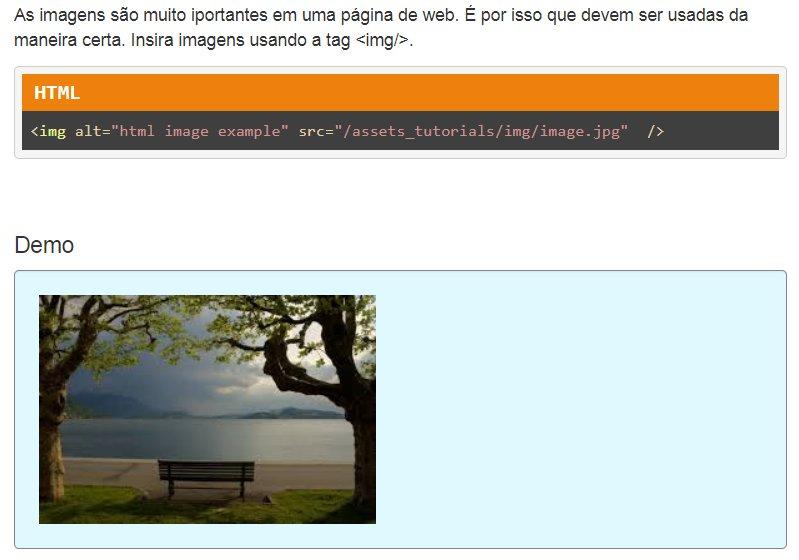 As imagens são muito iportantes em uma página de web. É por isso que devem ser usadas da
maneira certa. Insira imagens usando a tag <img/>.
HTML
<img alt="html image example" src="/assets_tutorials/img/image.jpg"  />
Demo